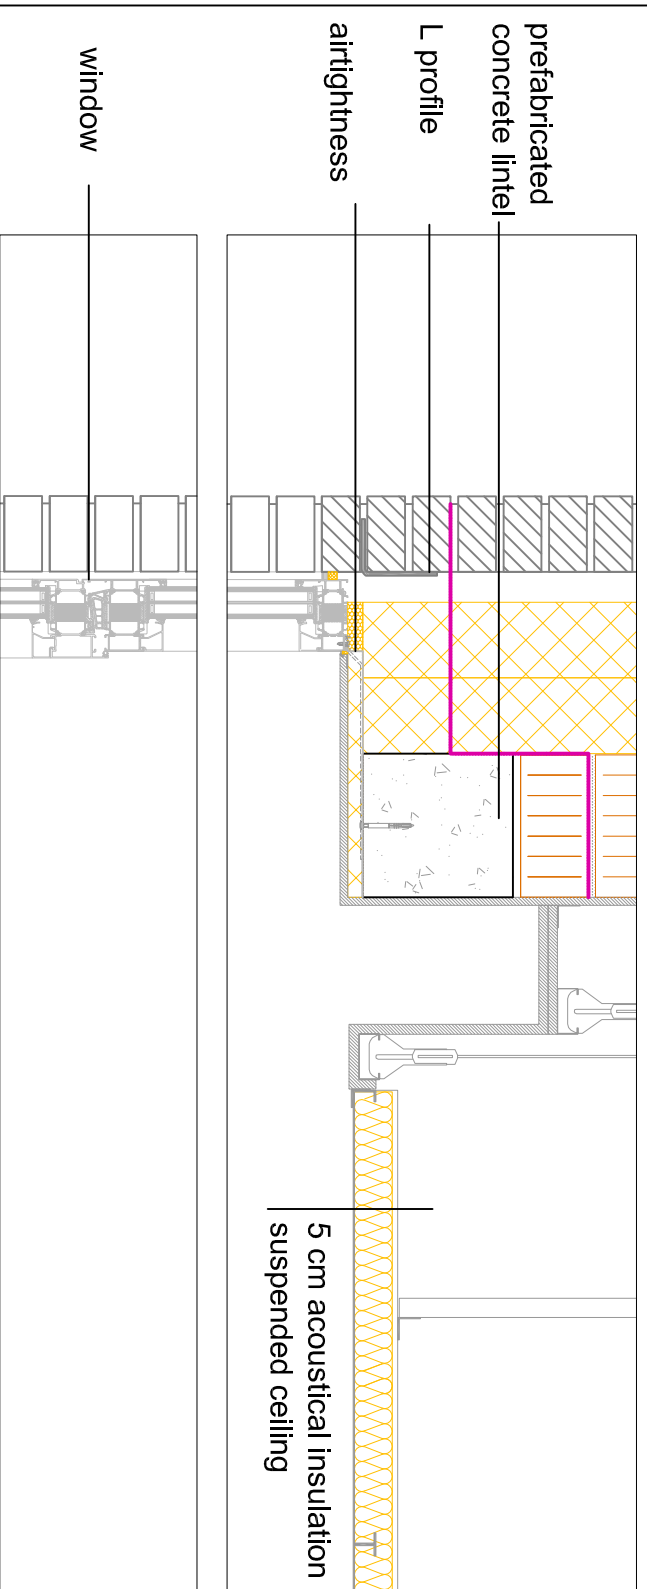 prefabricated
concrete lintel
L profile
airtightness
window
5 cm acoustical insulation
suspended ceiling